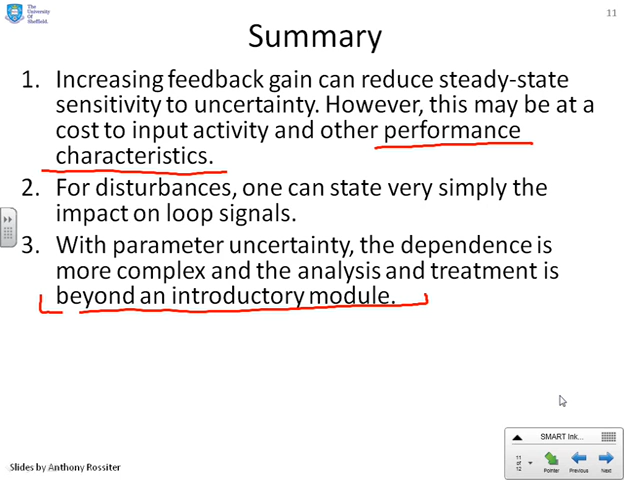 The
University
Of
Sheffield.
11
Summary
1. Increasing feedback gain can reduce steady-state
sensitivity to uncertainty. However, this may be at a
cost to input activity and other performance
characteristics.
2. For disturbances, one can state very simply the
impact on loop signals.
3. With parameter uncertainty, the dependence is
more complex and the analysis and treatment is
beyond an introductory module.
SMART Ink...
11
of
12
Pointer
Previous
Next
Slides by Anthony Rossiter